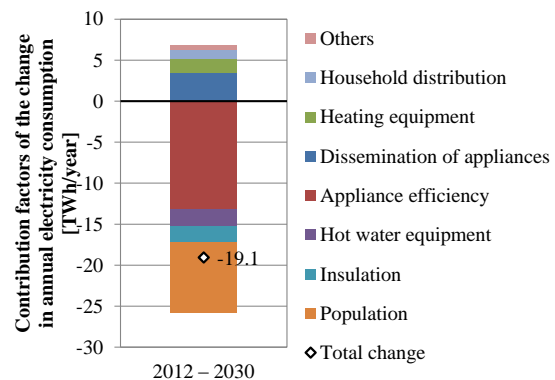 Contribution factors of the change
in annual electricity consumption
[TWh/year]
10
5
0
-5
-10
-15
-20
-25
-30
-19.1
2012 – 2030
Others
Household distribution
Heating equipment
Dissemination of appliances
Appliance efficiency
Hot water equipment
Insulation
Population
Total change